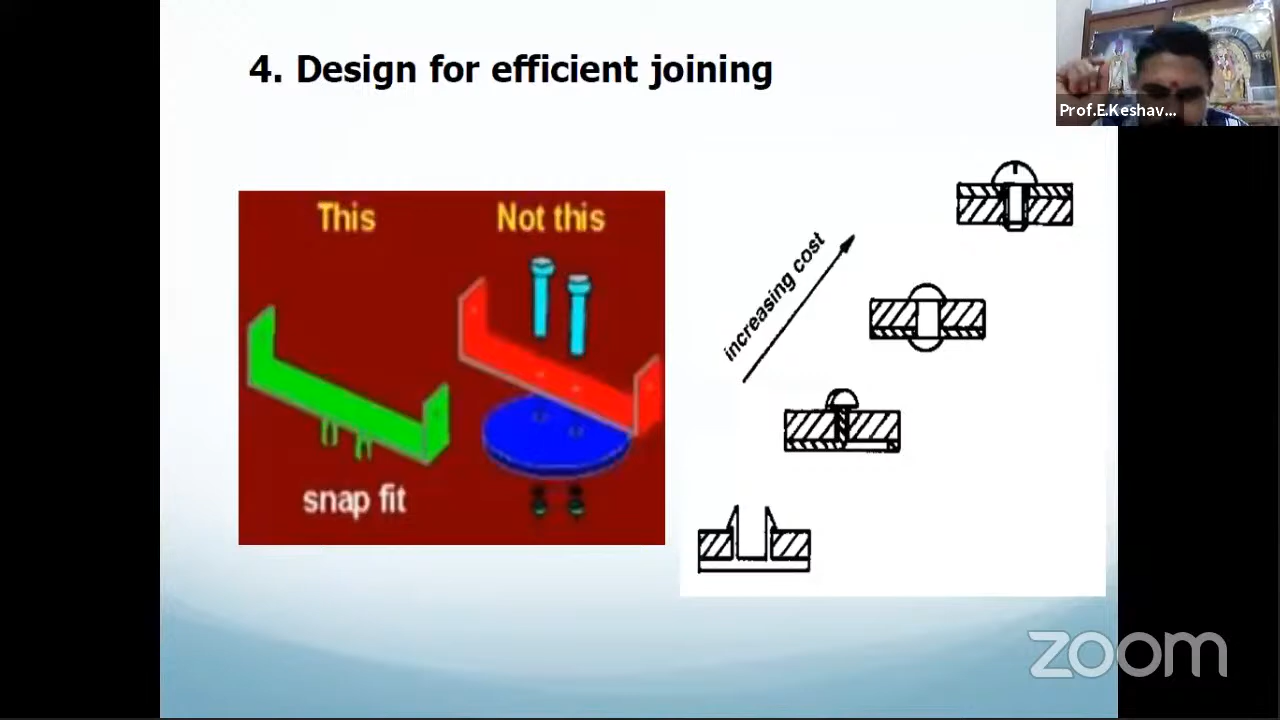 4. Design for efficient joining
Prof.E.Keshav...
This
Not this
increasing cost
snap fit
zoom